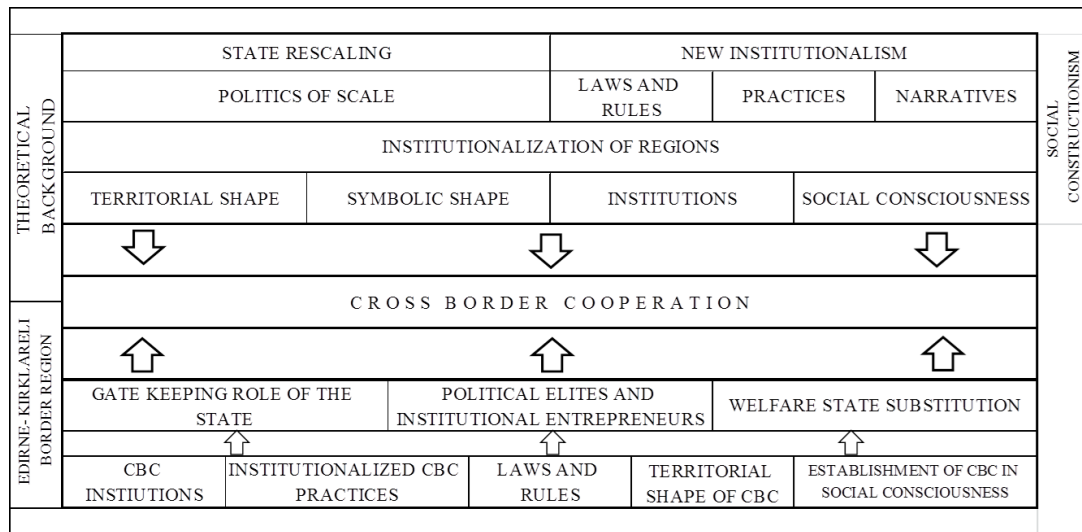 STATE RESCALING
NEW INSTITUTIONALISM
POLITICS OF SCALE
LAWS AND
RULES
PRACTICES
NARRATIVES
INSTITUTIONALIZATION OF REGIONS
TERRITORIAL SHAPE
SYMBOLIC SHAPE
INSTITUTIONS
SOCIAL CONSCIOUSNESS
THEORETICAL
BACKGROUND
SOCIAL
CONSTRUCTIONISM
CROSS BORDER COOPERATION
EDIRNE- KIRKLARELI
BORDER REGION
GATE KEEPING ROLE OF THE
STATE
POLITICAL ELITES AND
INSTITUTIONAL ENTREPRENEURS
WELFARE STATE SUBSTITUTION
CBC
INSTIUTIONS
INSTITUTIONALIZED CBC
PRACTICES
LAWS AND
RULES
TERRITORIAL
SHAPE OF CBC
ESTABLISHMENT OF CBC IN
SOCIAL CONSCIOUSNESS